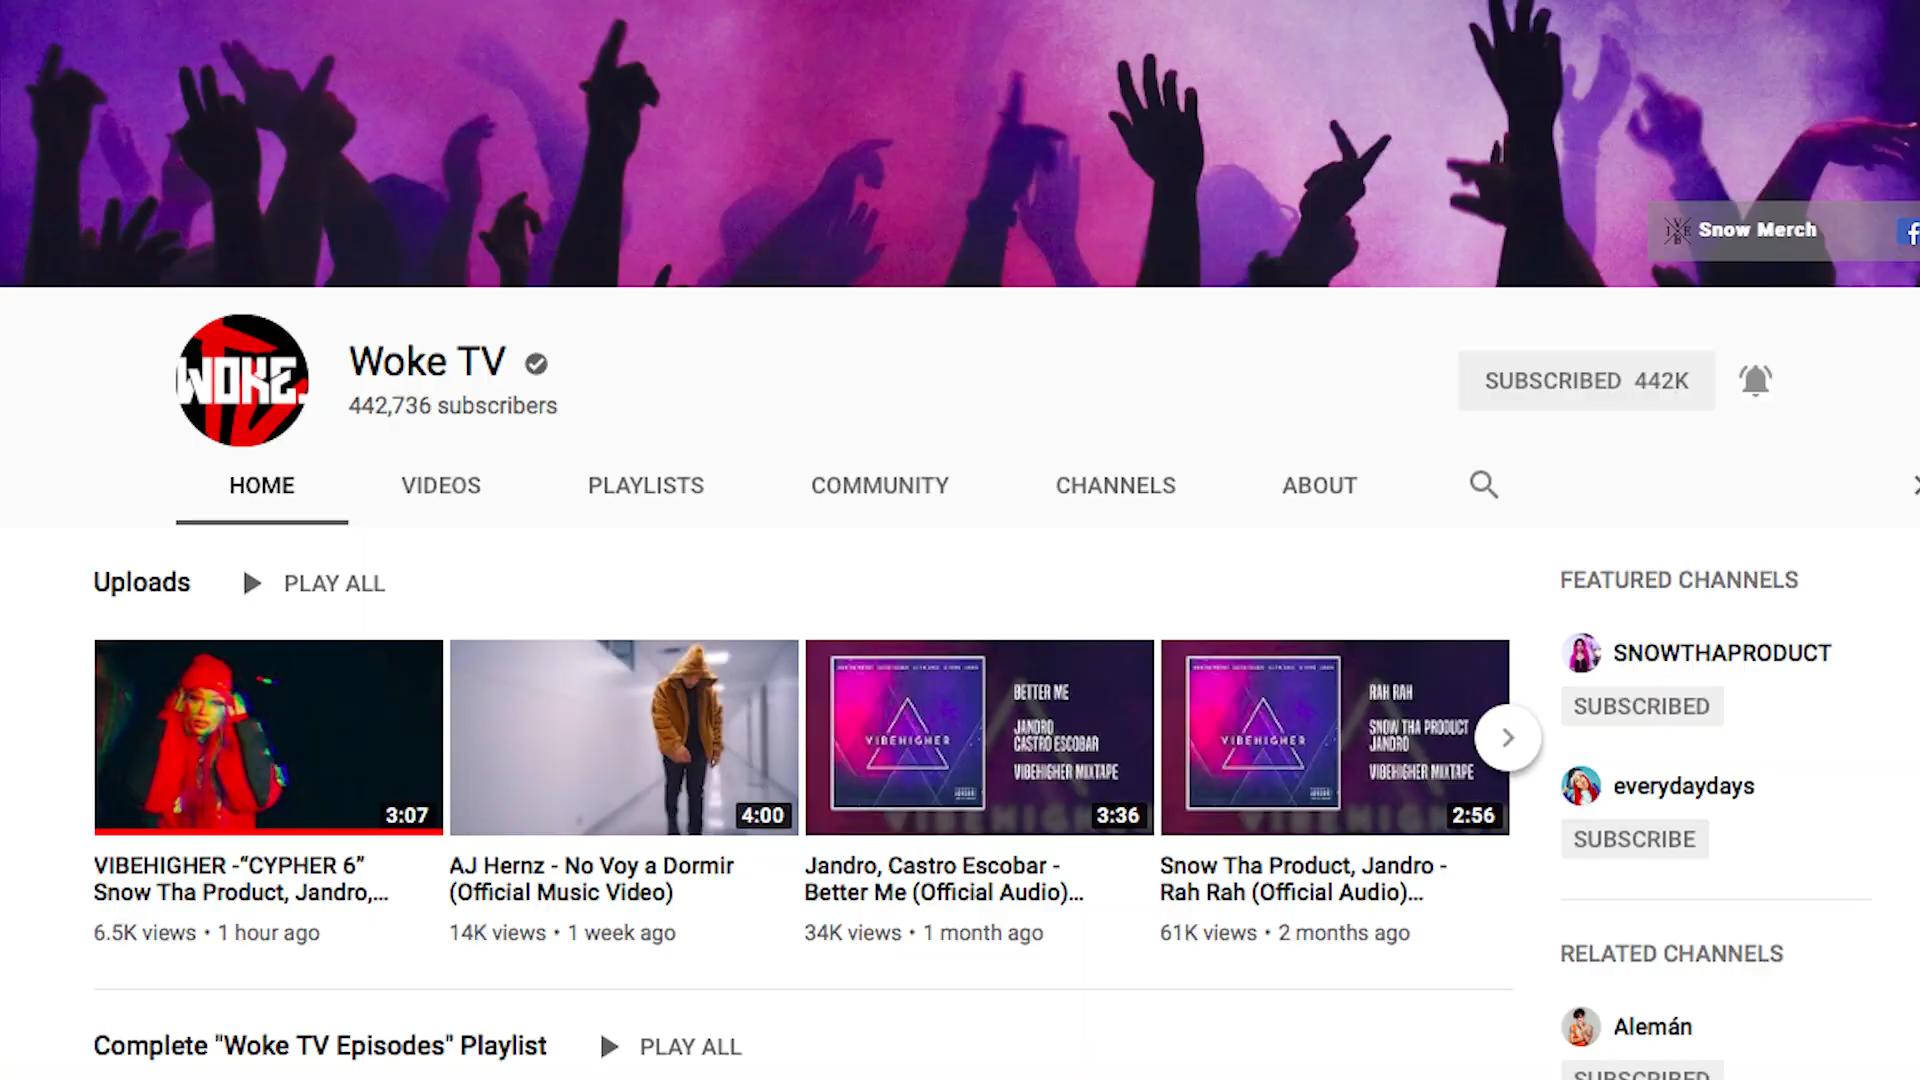 Snow Merch
WOKE.
Woke TV
442,736 subscribers
SUBSCRIBED 442K
HOME
VIDEOS
PLAYLISTS
COMMUNITY
CHANNELS
ABOUT
Uploads
PLAY ALL
FEATURED CHANNELS
SNOWTHAPRODUCT
SUBSCRIBED
everydaydays
SUBSCRIBE
3:07
4:00
VIBEHIGHER
BETTER ME
JANDRO
CASTRO ESCOBAR
VIBEHIGHER MIXTAPE
3:36
VIBEHIGHER
RAH RAH
SNOW THA PRODUCT
JANDRO
VIBEHIGHER MIXTAPE
2:56
VIBEHIGHER -“CYPHER 6”
Snow Tha Product, Jandro,...
6.5K views • 1 hour ago
AJ Hernz - No Voy a Dormir
(Official Music Video)
14K views • 1 week ago
Jandro, Castro Escobar -
Better Me (Official Audio)...
34K views • 1 month ago
Snow Tha Product, Jandro -
Rah Rah (Official Audio)...
61K views • 2 months ago
RELATED CHANNELS
Alemán
SUBSCRIBED
Complete "Woke TV Episodes" Playlist
PLAY ALL